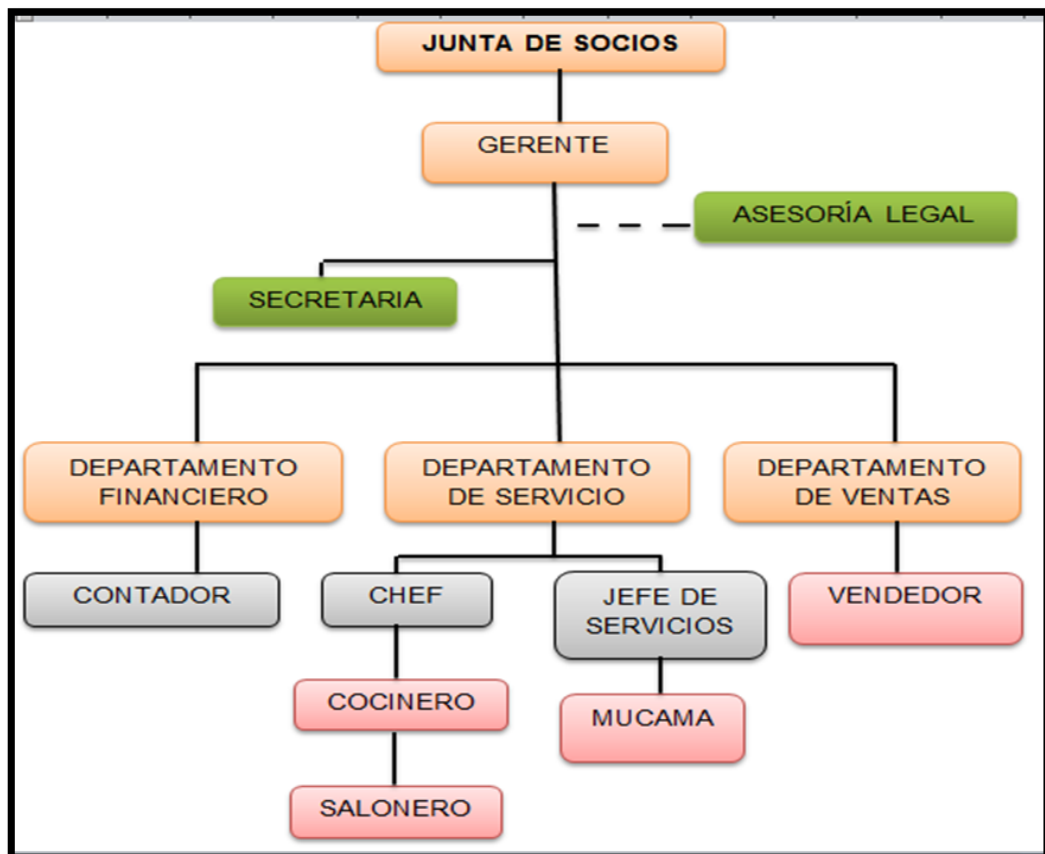 JUNTA DE SOCIOS
GERENTE
ASESORÍA LEGAL
SECRETARIA
DEPARTAMENTO
FINANCIERO
DEPARTAMENTO
DE SERVICIO
DEPARTAMENTO
DE VENTAS
CONTADOR
CHEF
JEFE DE
SERVICIOS
VENDEDOR
COCINERO
MUCAMA
SALONERO